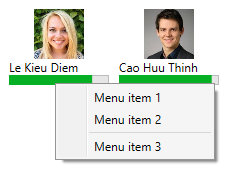 Le Kieu Diem
Cao Huu Thinh
Menu item 1
Menu item 2
Menu item 3